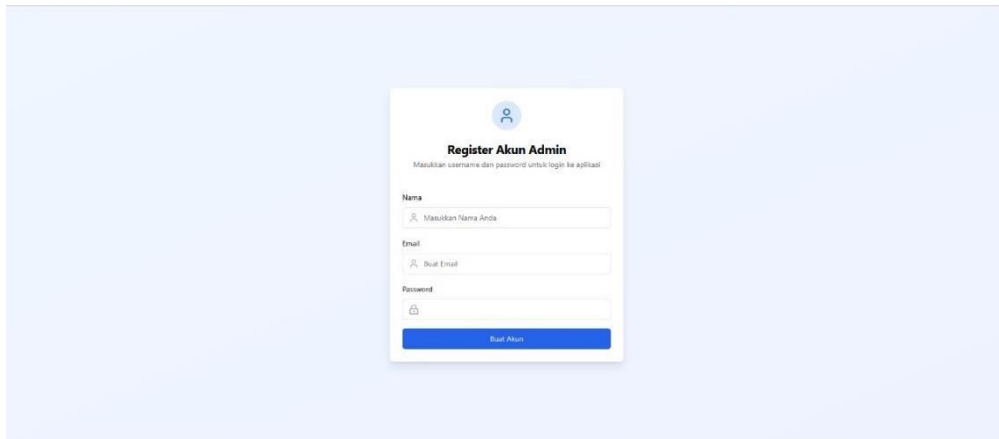 Register Akun Admin
Masukkan username dan password untuk login ke aplikasi
Nama
Masukkan Nama Anda
Email
Buat Email
Password
Buat Akun